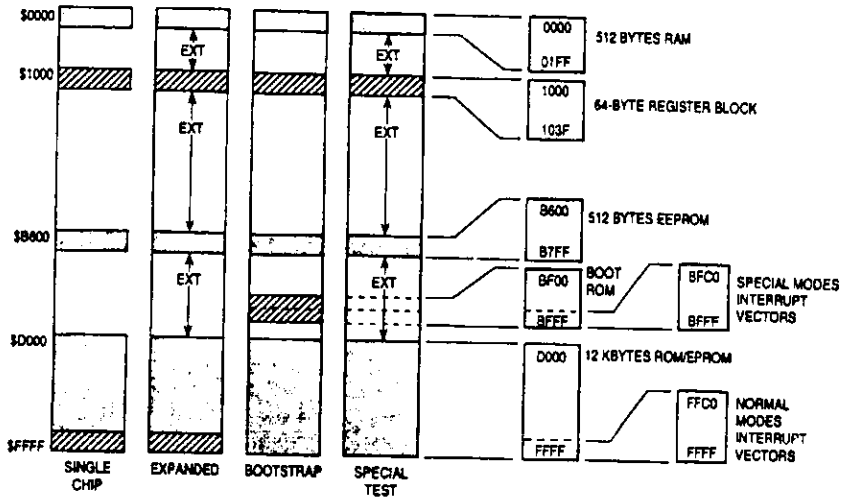 $0000
$1000
$B600
$D000
$FFFF
EXT
EXT
EXT
EXT
EXT
EXT
SINGLE
CHIP
EXPANDED
BOOTSTRAP
SPECIAL
TEST
0000
01FF
512 BYTES RAM
1000
103F
64-BYTE REGISTER BLOCK
B600
B7FF
512 BYTES EEPROM
BF00
BFFF
BOOT
ROM
BFC0
BFFF
SPECIAL MODES
INTERRUPT
VECTORS
D000
FFFF
12 KBYTES ROM/EPROM
FFC0
FFFF
NORMAL
MODES
INTERRUPT
VECTORS